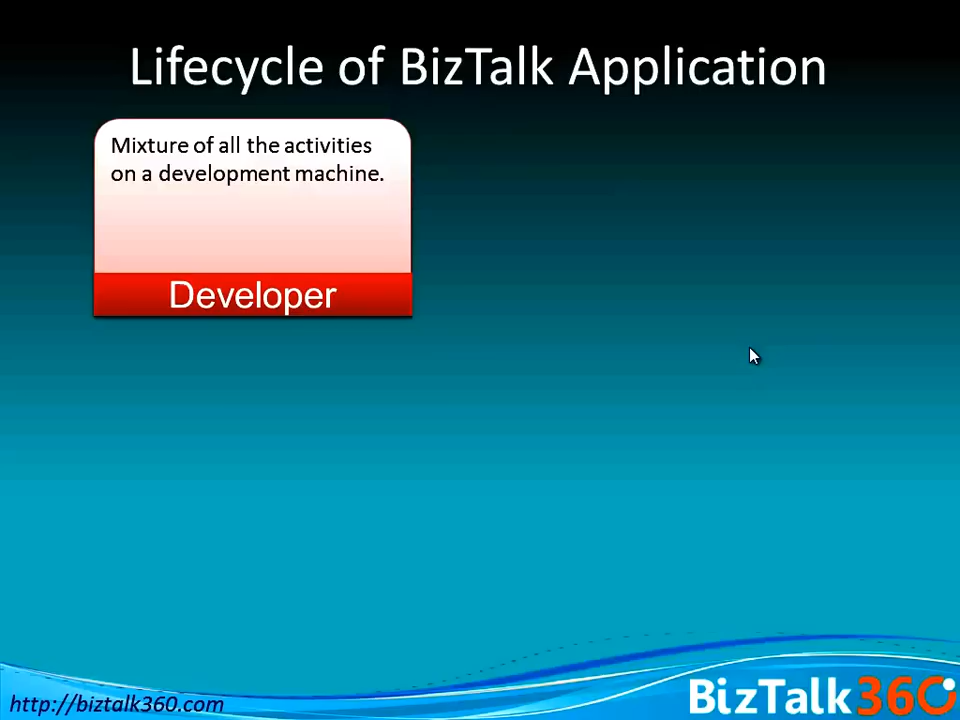 Lifecycle of BizTalk Application
Mixture of all the activities
on a development machine.
Developer
http://biztalk360.com
BizTalk360